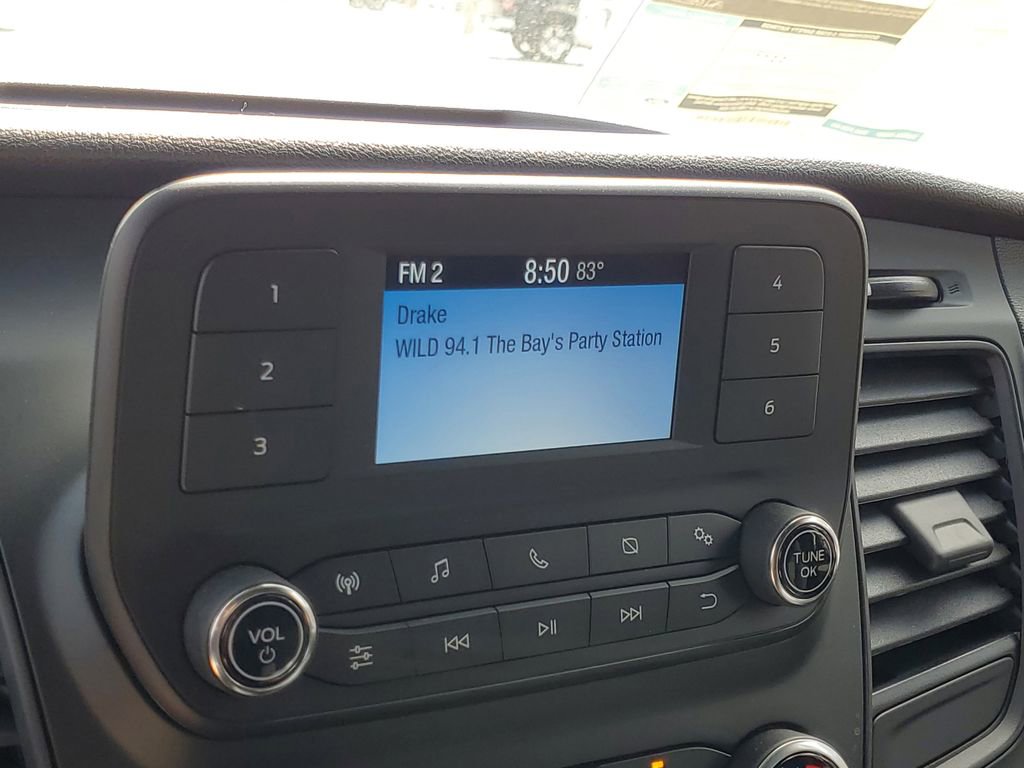 FM 2 8:50 83°
Drake
WILD 94.1 The Bay's Party Station
1
2
3
4
5
6
VOL
TUNE
OK